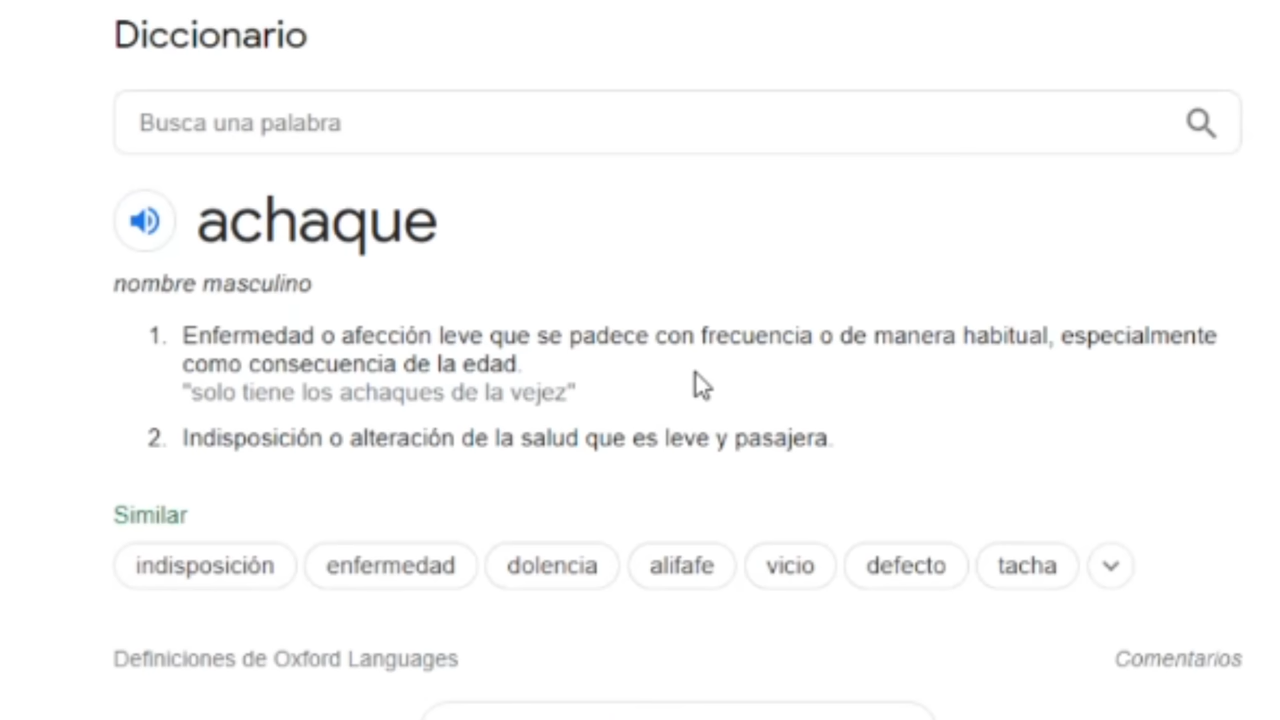 Diccionario
Busca una palabra
achaque
nombre masculino
1. Enfermedad o afección leve que se padece con frecuencia o de manera habitual, especialmente
como consecuencia de la edad.
"solo tiene los achaques de la vejez"
2. Indisposición o alteración de la salud que es leve y pasajera.
Similar
indisposición enfermedad dolencia alifafe vicio defecto tacha
Definiciones de Oxford Languages Comentarios